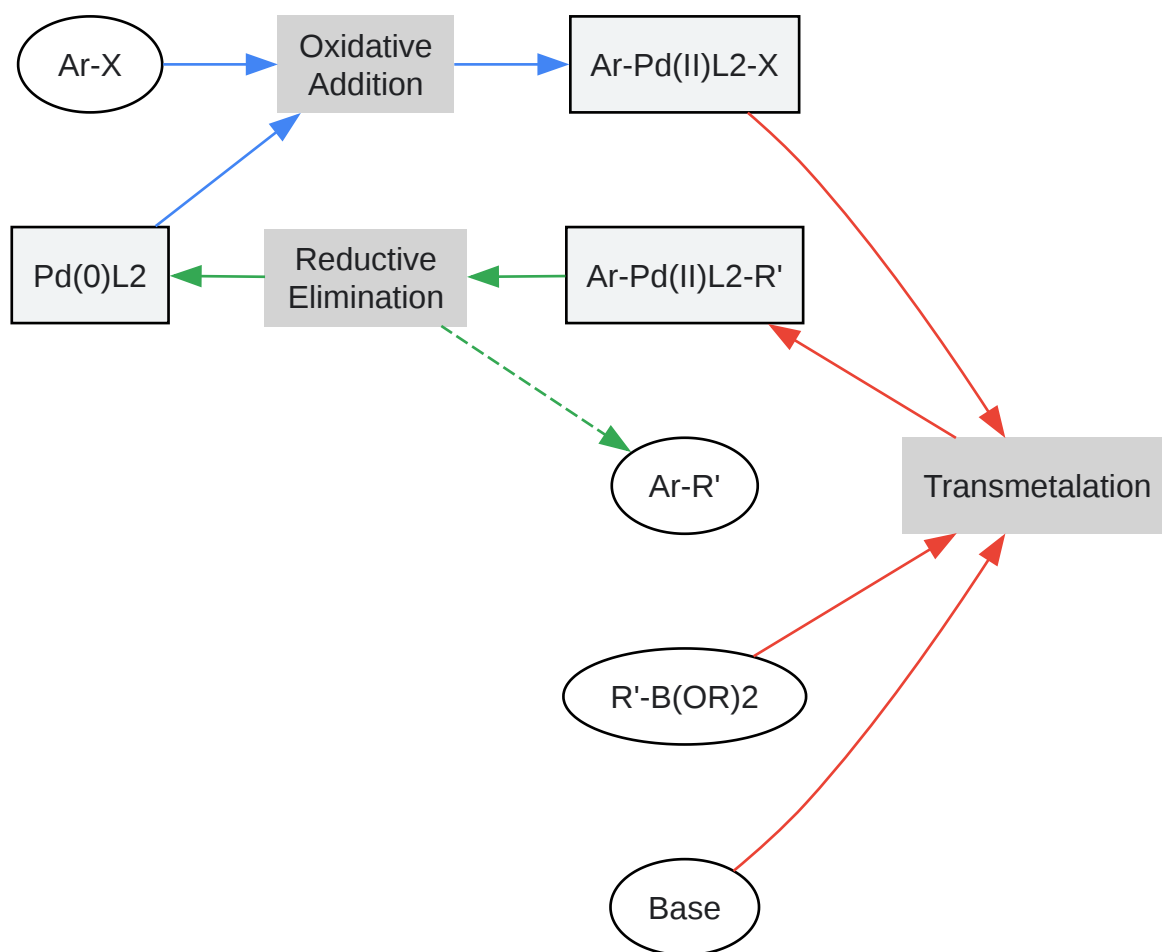 Ar-X
Oxidative
Addition
Ar-Pd(II)L2-X
Pd(0)L2
Reductive
Elimination
Ar-Pd(II)L2-R'
Ar-R'
Transmetalation
R'-B(OR)2
Base